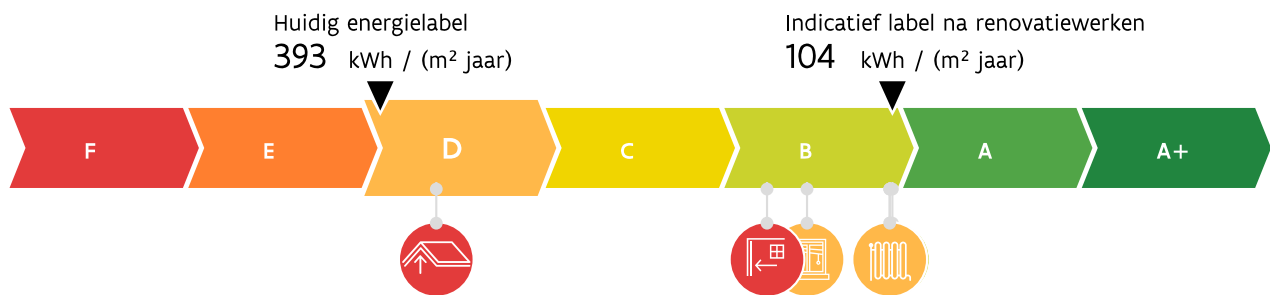 Huidig energielabel
393 kWh / (m² jaar)
Indicatief label na renovatiewerken
104 kWh / (m² jaar)
F E D C B A A+